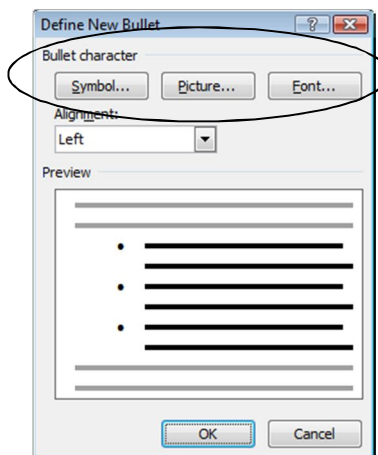 Define New Bullet
Bullet character
Symbol... Picture... Font...
Alignment:
Left
Preview
OK Cancel